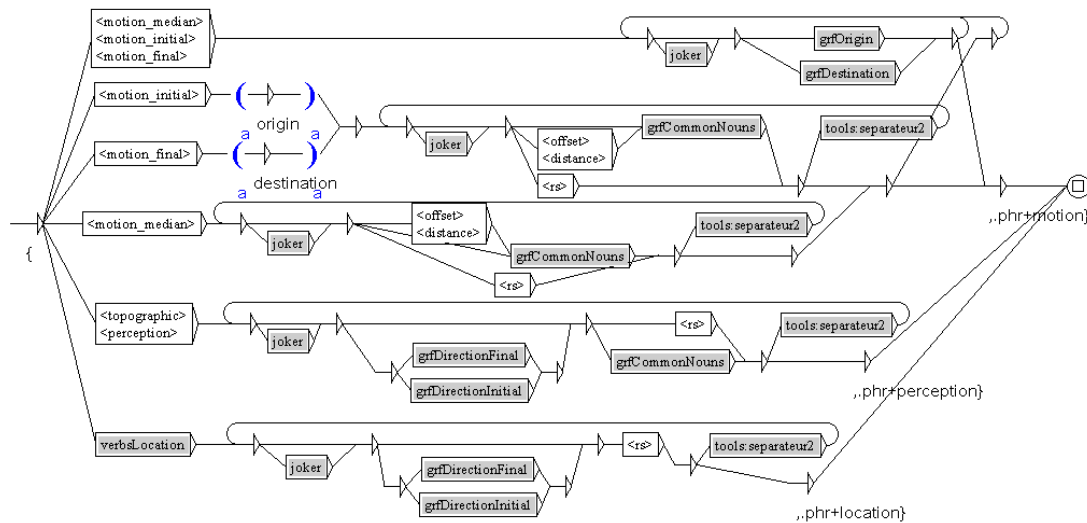 <motion_median>
<motion_initial>
<motion_final>
joker
grfOrigin
grfDestination
<motion_initial>
( )
a a
origin
<motion_final>
( )
a a
destination
joker
<offset>
<distance>
grfCommonNouns
<rs>
tools:separateur2
{
<motion_median>
joker
<offset>
<distance>
grfCommonNouns
<rs>
tools:separateur2
,.phr+motion}
<topographic>
<perception>
joker
grfDirectionFinal
grfDirectionInitial
<rs>
grfCommonNouns
tools:separateur2
,.phr+perception}
verbsLocation
joker
grfDirectionFinal
grfDirectionInitial
<rs>
tools:separateur2
,.phr+location}